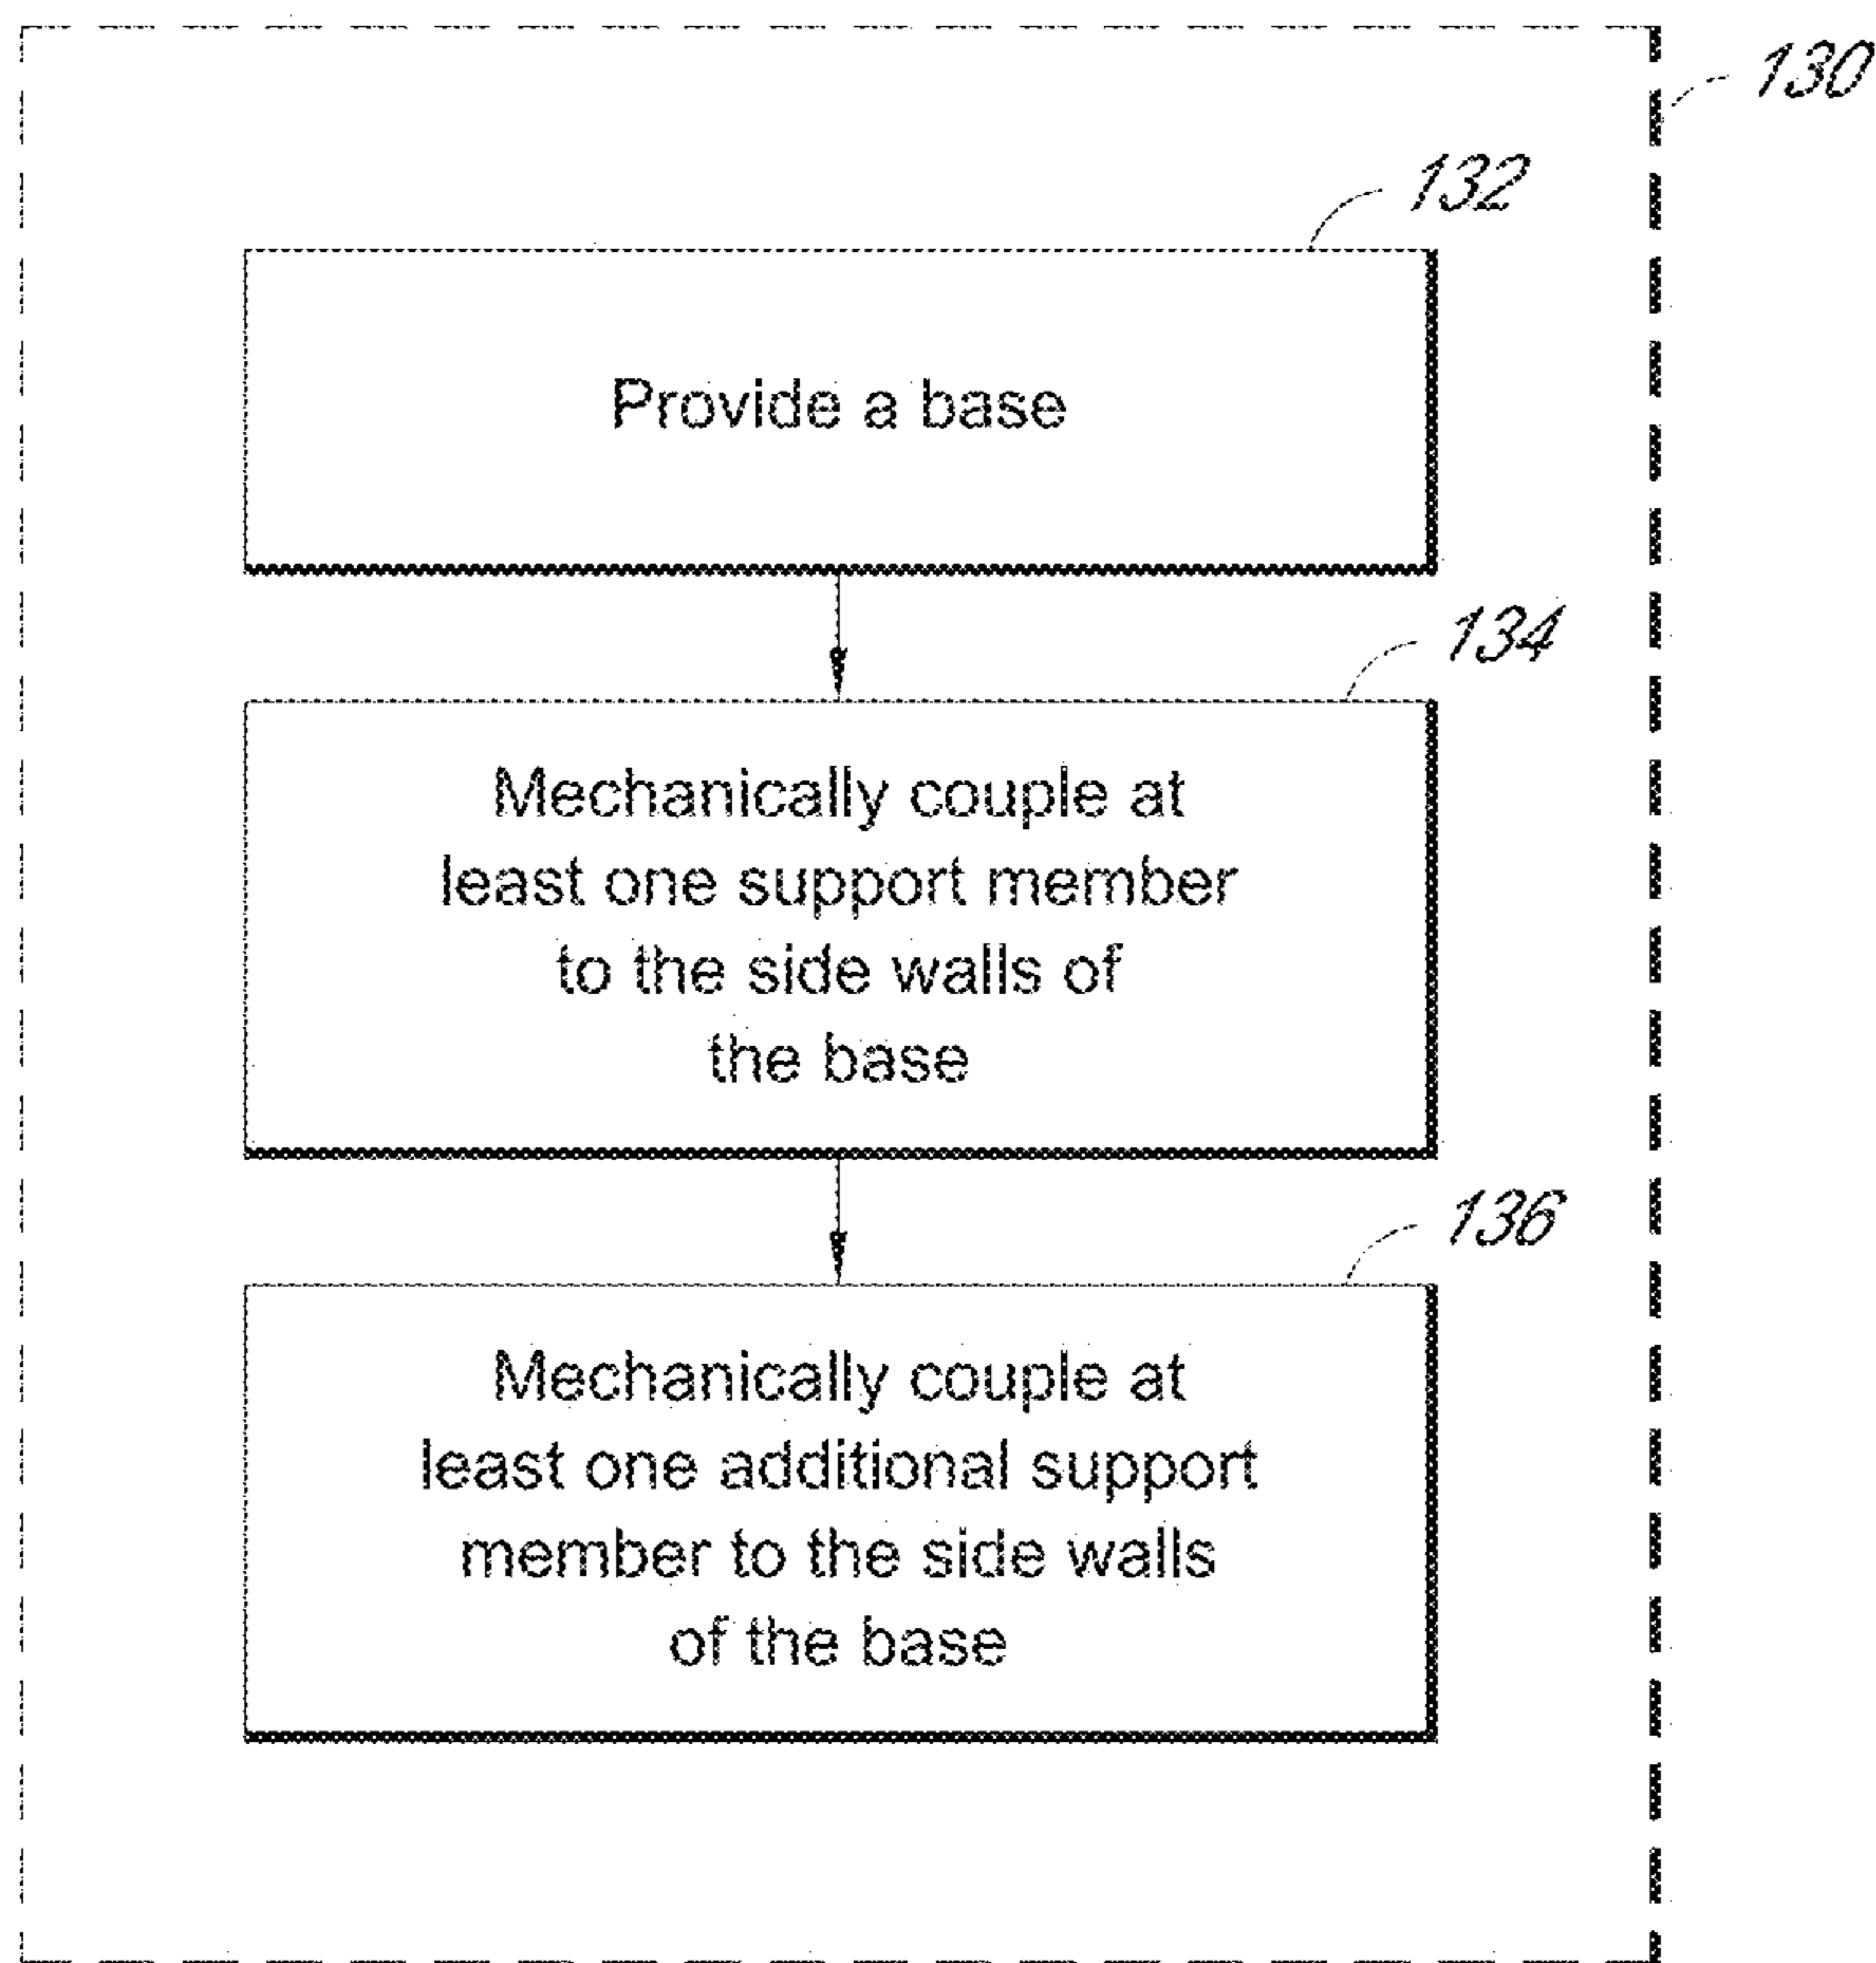 130
132
Provide a base
134
Mechanically couple at
least one support member
to the side walls of
the base
136
Mechanically couple at
least one additional support
member to the side walls
of the base